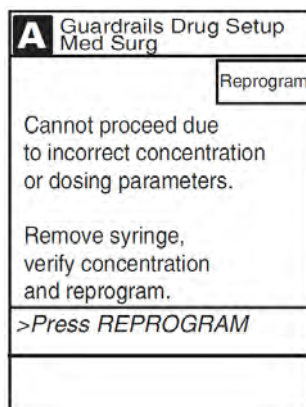 A Guardrails Drug Setup
Med Surg
Reprogram
Cannot proceed due
to incorrect concentration
or dosing parameters.
Remove syringe,
verify concentration
and reprogram.
>Press REPROGRAM